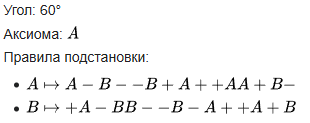 Угол: 60°
Аксиома: A
Правила подстановки:
• A ↦ A − B − −B + A + +AA + B−
• B ↦ +A − BB − −B − A + +A + B